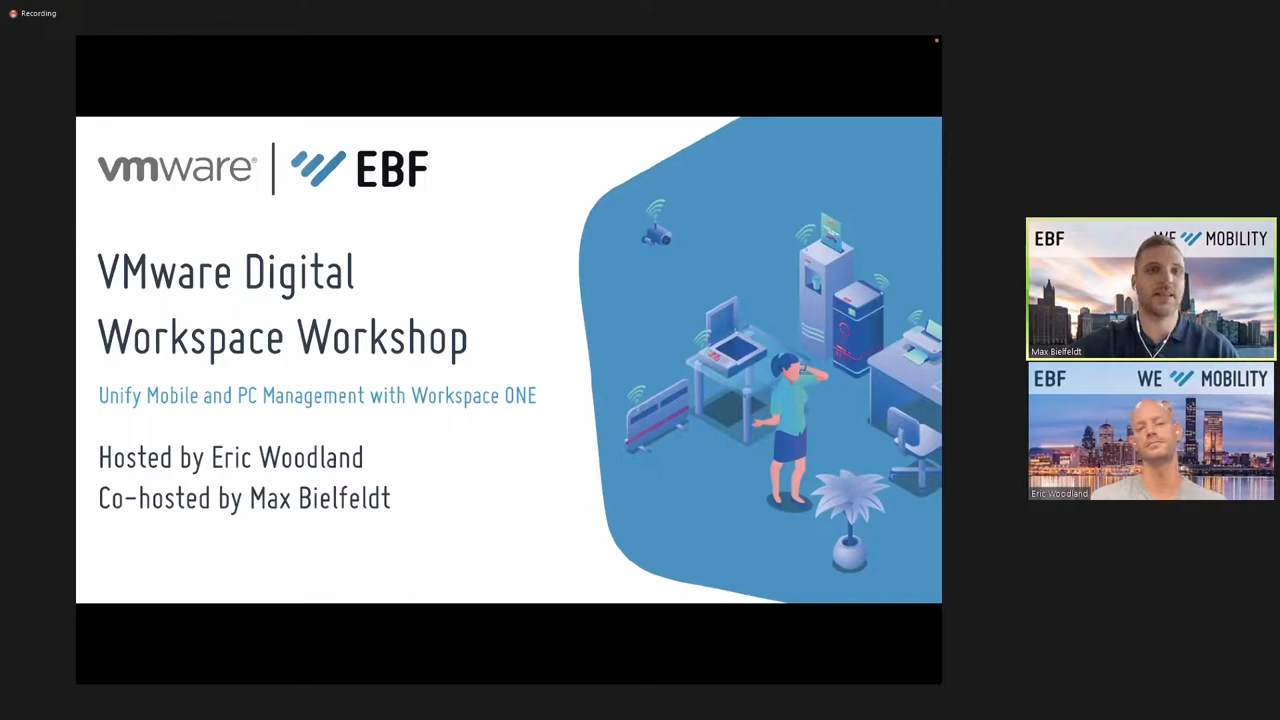 Recording
vmware® EBF
VMware Digital
Workspace Workshop
Unify Mobile and PC Management with Workspace ONE
Hosted by Eric Woodland
Co-hosted by Max Bielfeldt
EBF WE MOBILITY
Max Bielfeldt
EBF WE MOBILITY
Eric Woodland